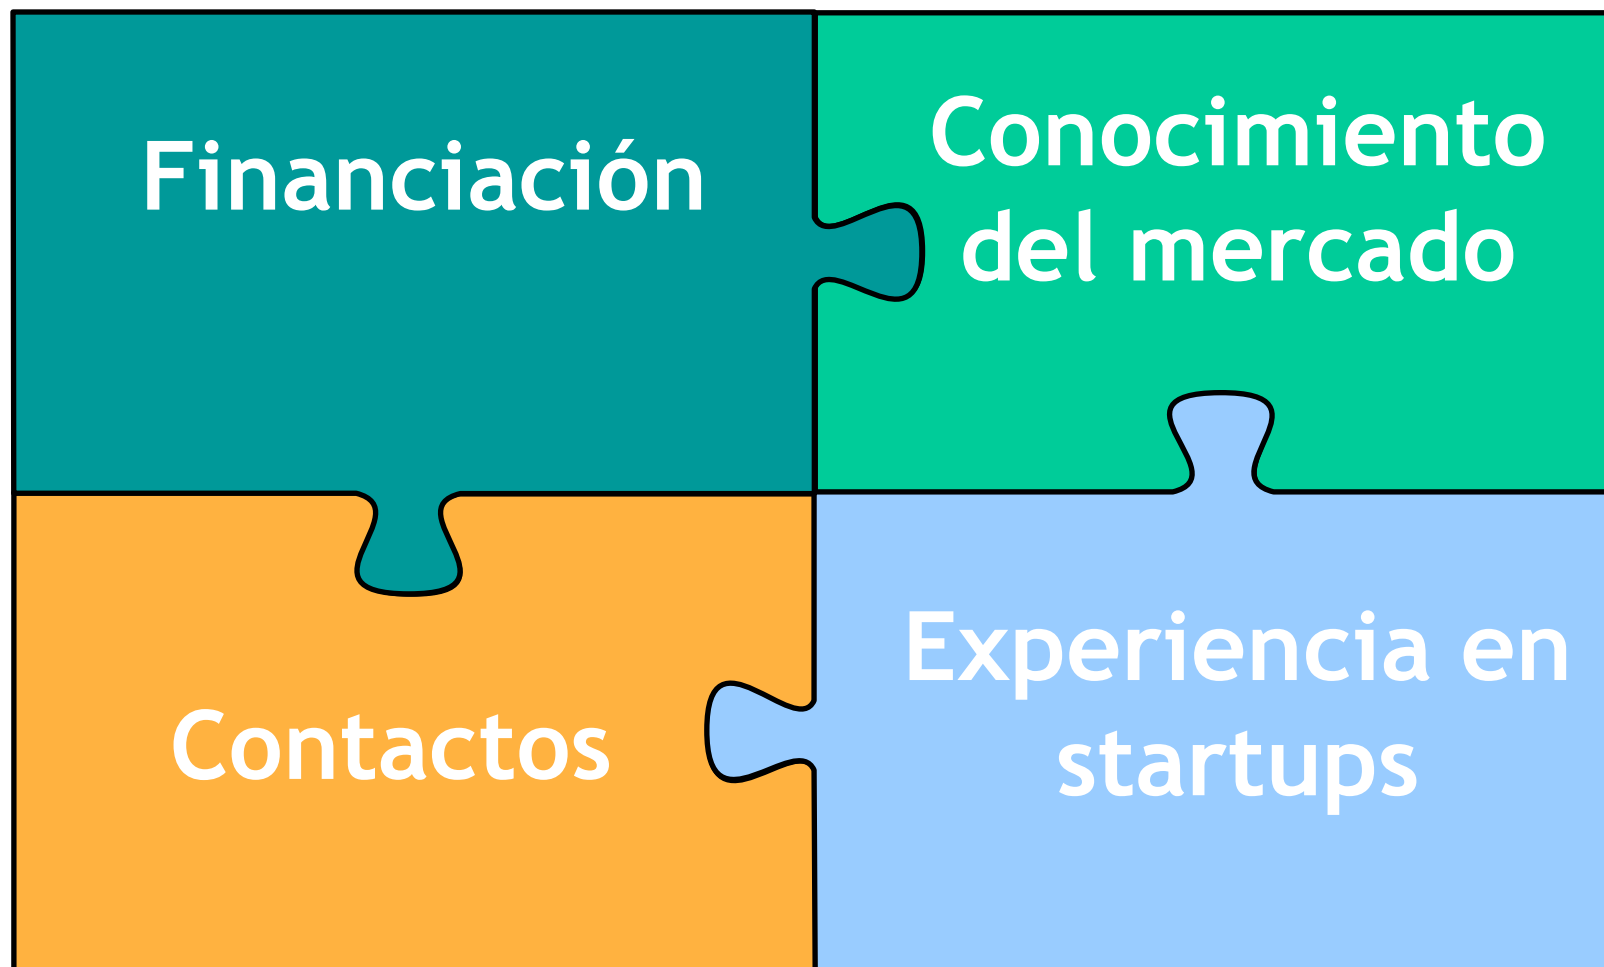 Financiación
Conocimiento
del mercado
Contactos
Experiencia en
startups